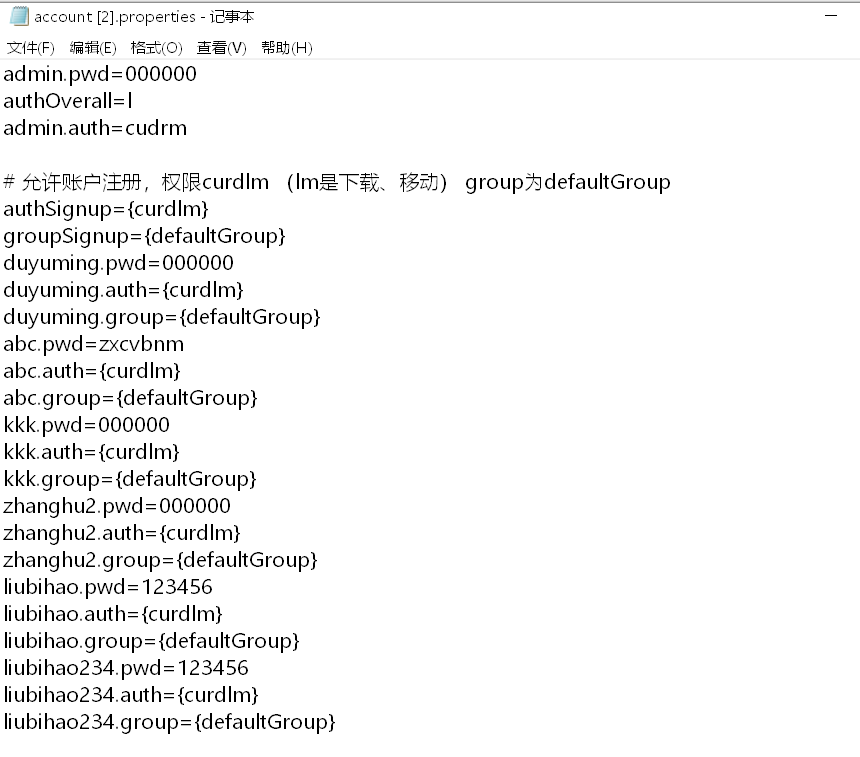 account [2].properties - 记事本
文件(F) 编辑(E) 格式(O) 查看(V) 帮助(H)
admin.pwd=000000
authOverall=l
admin.auth=cudrm
# 允许账户注册，权限curdlm （lm是下载、移动） group为defaultGroup
authSignup={curdlm}
groupSignup={defaultGroup}
duyuming.pwd=000000
duyuming.auth={curdlm}
duyuming.group={defaultGroup}
abc.pwd=zxcvbnm
abc.auth={curdlm}
abc.group={defaultGroup}
kkk.pwd=000000
kkk.auth={curdlm}
kkk.group={defaultGroup}
zhanghu2.pwd=000000
zhanghu2.auth={curdlm}
zhanghu2.group={defaultGroup}
liubihao.pwd=123456
liubihao.auth={curdlm}
liubihao.group={defaultGroup}
liubihao234.pwd=123456
liubihao234.auth={curdlm}
liubihao234.group={defaultGroup}